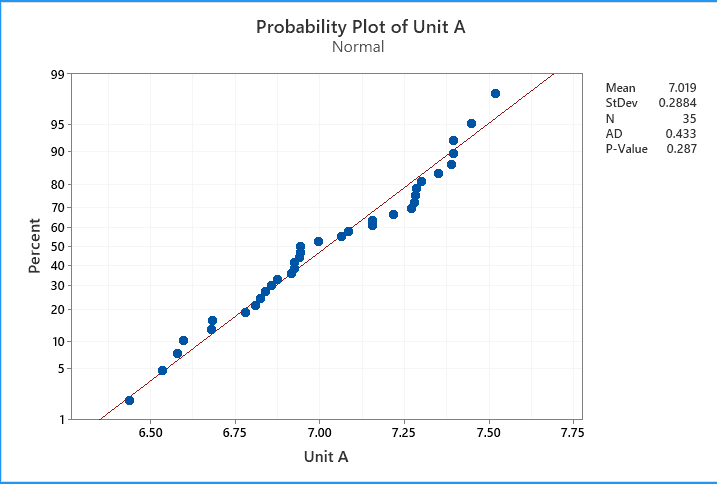 Probability Plot of Unit A
Normal
99
95
90
80
70
60
50
40
30
20
10
5
1
Percent
6.50 6.75 7.00 7.25 7.50 7.75
Unit A
Mean 7.019
StDev 0.2884
N 35
AD 0.433
P-Value 0.287